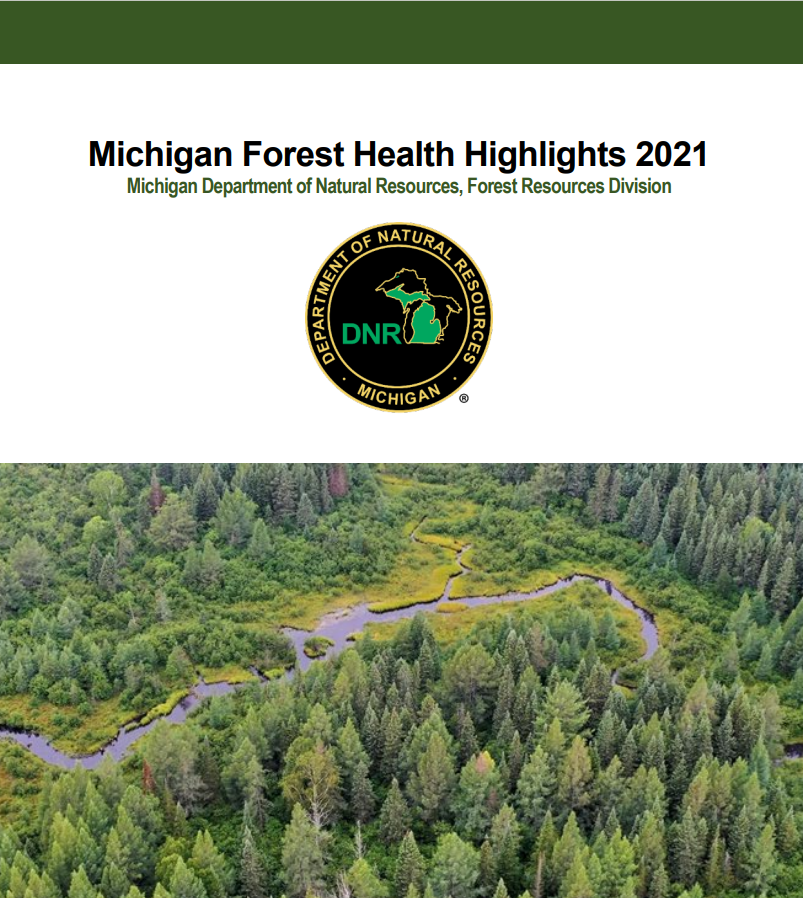 Michigan Forest Health Highlights 2021
Michigan Department of Natural Resources, Forest Resources Division
DEPARTMENT OF NATURAL RESOURCES
DNR
· MICHIGAN ·
®